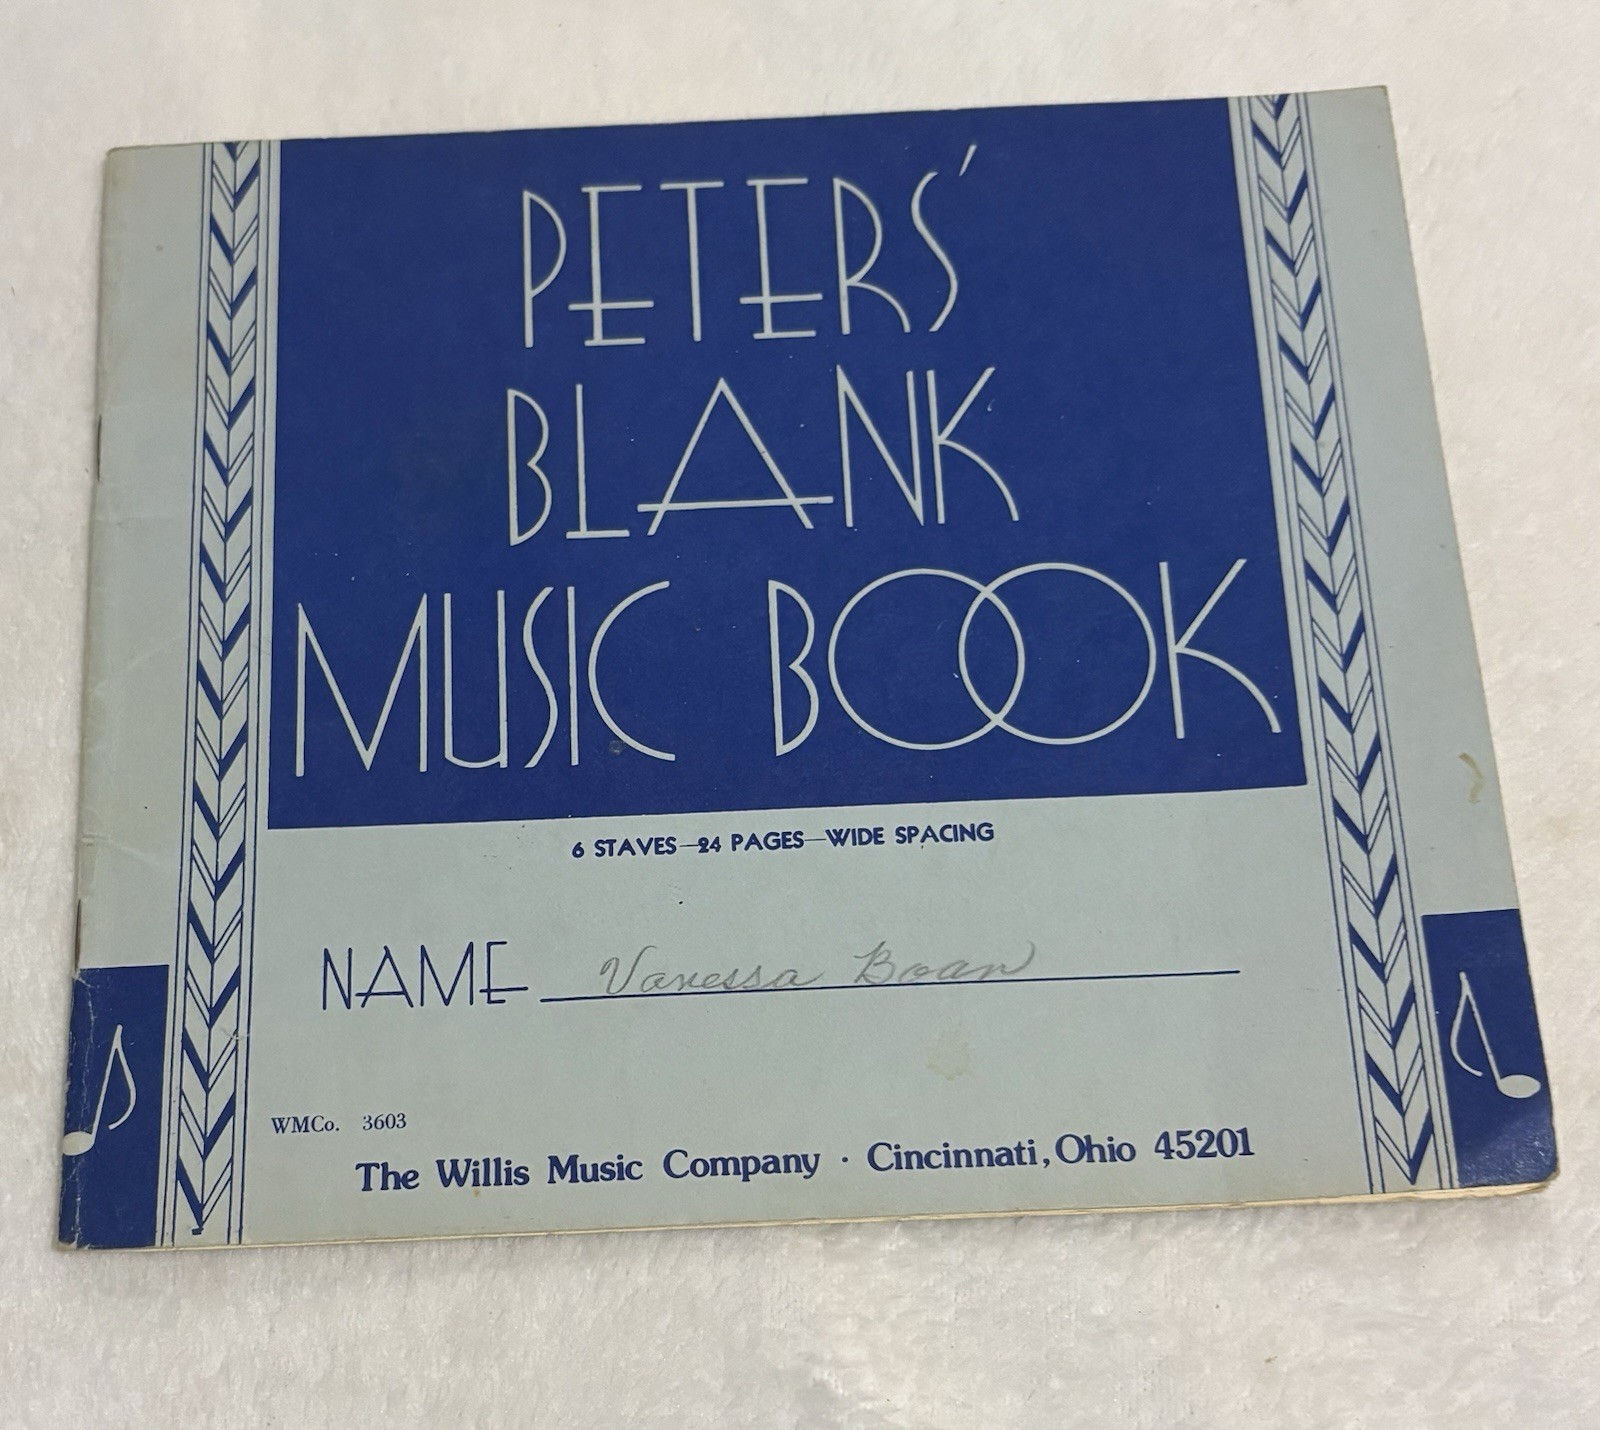 PETERS'
BLANK
MUSIC BOOK
6 STAVES—24 PAGES—WIDE SPACING
NAME Vanessa Boan
WMCo. 3603
The Willis Music Company · Cincinnati, Ohio 45201